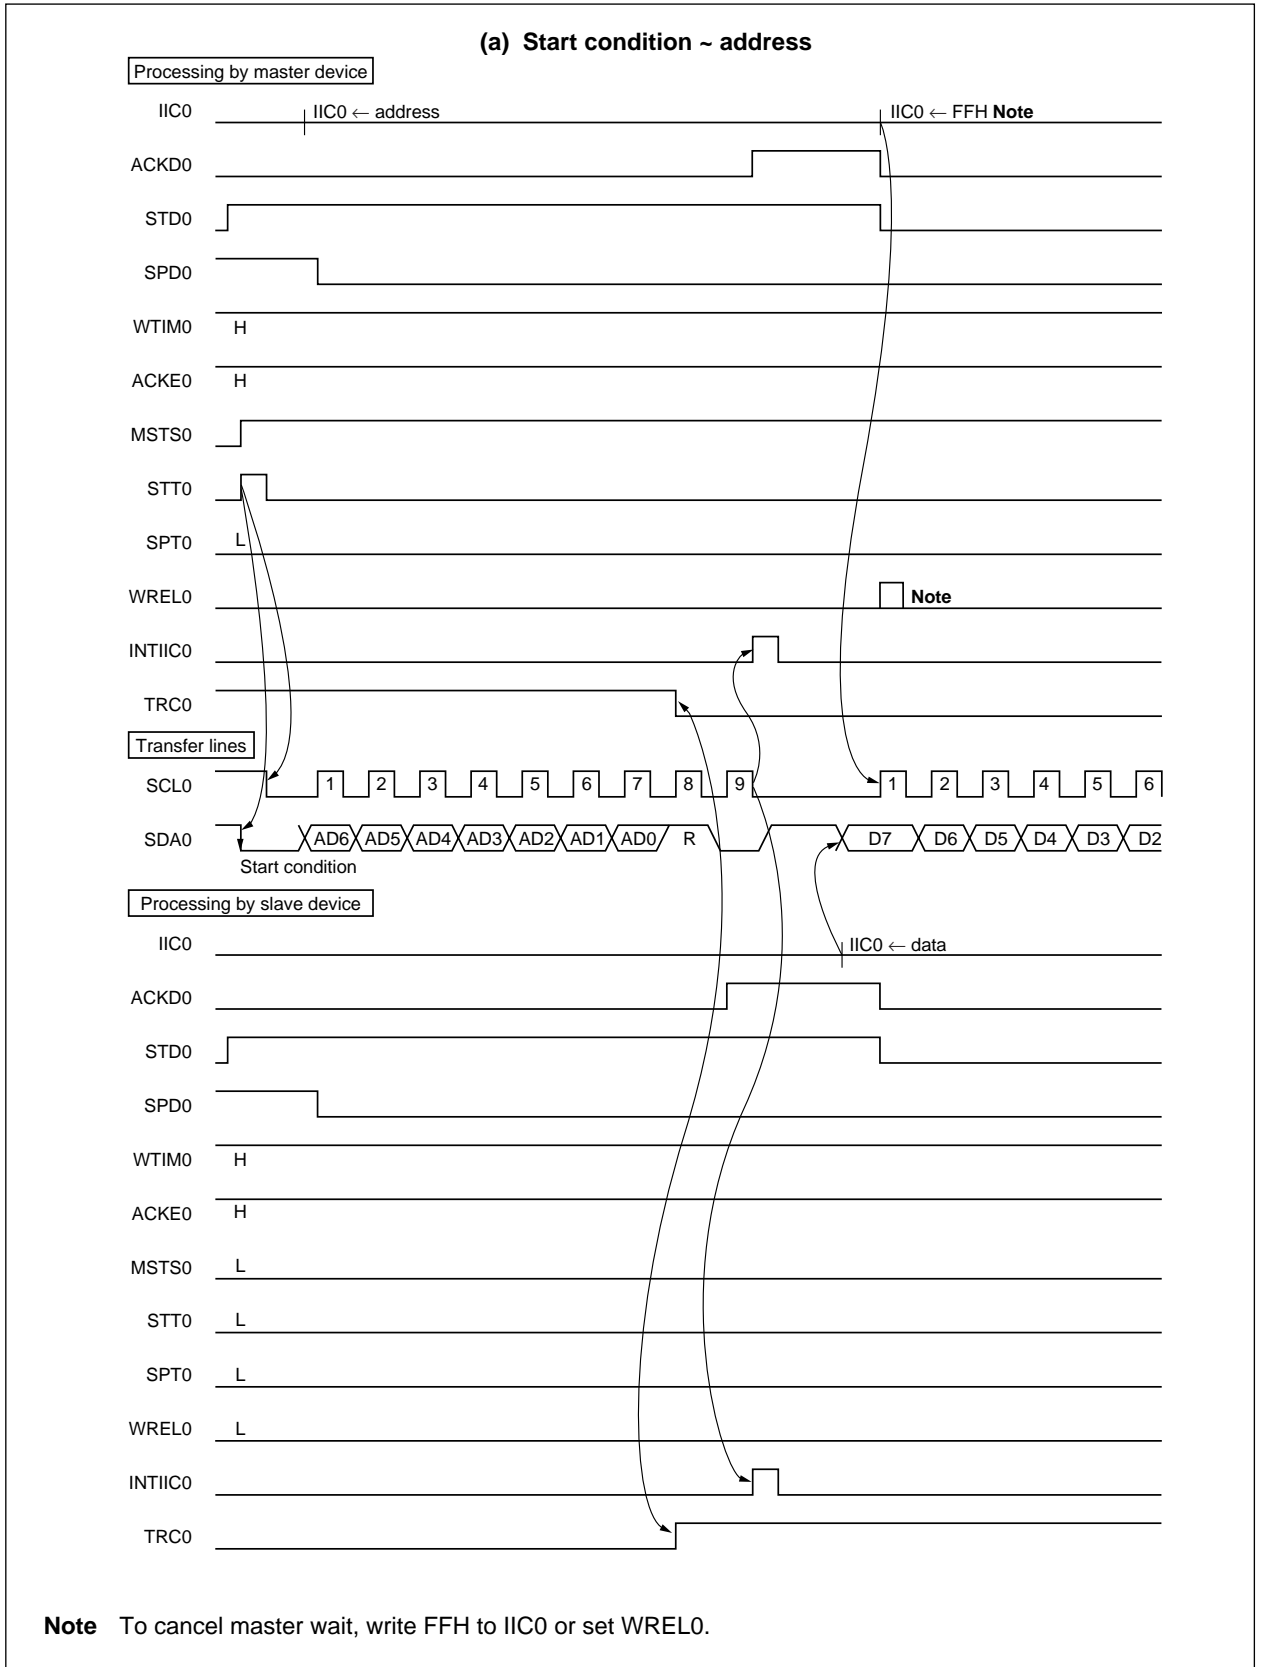 (a) Start condition ~ address
Processing by master device
IIC0 IIC0 ← address IIC0 ← FFH Note
ACKD0
STD0
SPD0
WTIM0 H
ACKE0 H
MSTS0
STT0
SPT0 L
WREL0 Note
INTIIC0
TRC0
Transfer lines
SCL0 1 2 3 4 5 6 7 8 9 1 2 3 4 5 6
SDA0 AD6 AD5 AD4 AD3 AD2 AD1 AD0 R D7 D6 D5 D4 D3 D2
Start condition
Processing by slave device
IIC0 IIC0 ← data
ACKD0
STD0
SPD0
WTIM0 H
ACKE0 H
MSTS0 L
STT0 L
SPT0 L
WREL0 L
INTIIC0
TRC0
Note To cancel master wait, write FFH to IIC0 or set WREL0.